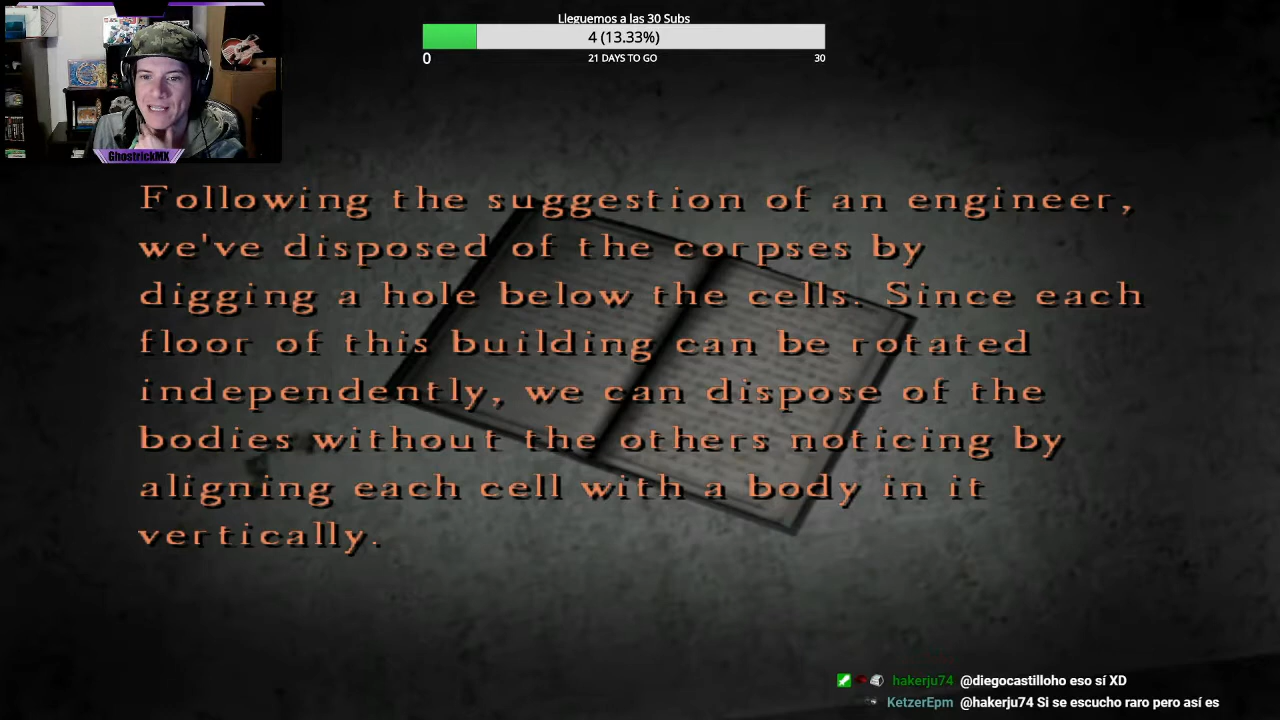 Lleguemos a las 30 Subs
4 (13.33%)
0
21 DAYS TO GO
30
GhostrickMX
Following the suggestion of an engineer,
we've disposed of the corpses by
digging a hole below the cells. Since each
floor of this building can be rotated
independently, we can dispose of the
bodies without the others noticing by
aligning each cell with a body in it
vertically.
hakerju74 @diegocastilloho eso sí XD
KetzerEpm @hakerju74 Si se escucho raro pero así es